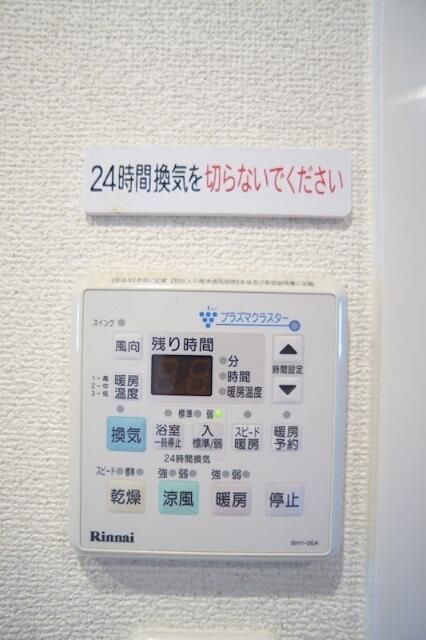 24時間換気を切らないでください
プラズマクラスター
スイング
風向
残り時間
分
時間
暖房温度
時間設定
1-高
2-中
3-低
暖房
温度
標準 弱
換気
浴室
一時停止
入
標準/弱
スピード
暖房
暖房
予約
24時間換気
スピード 標準
強 弱
強 弱
乾燥
涼風
暖房
停止
Rinnai
BHY-06A